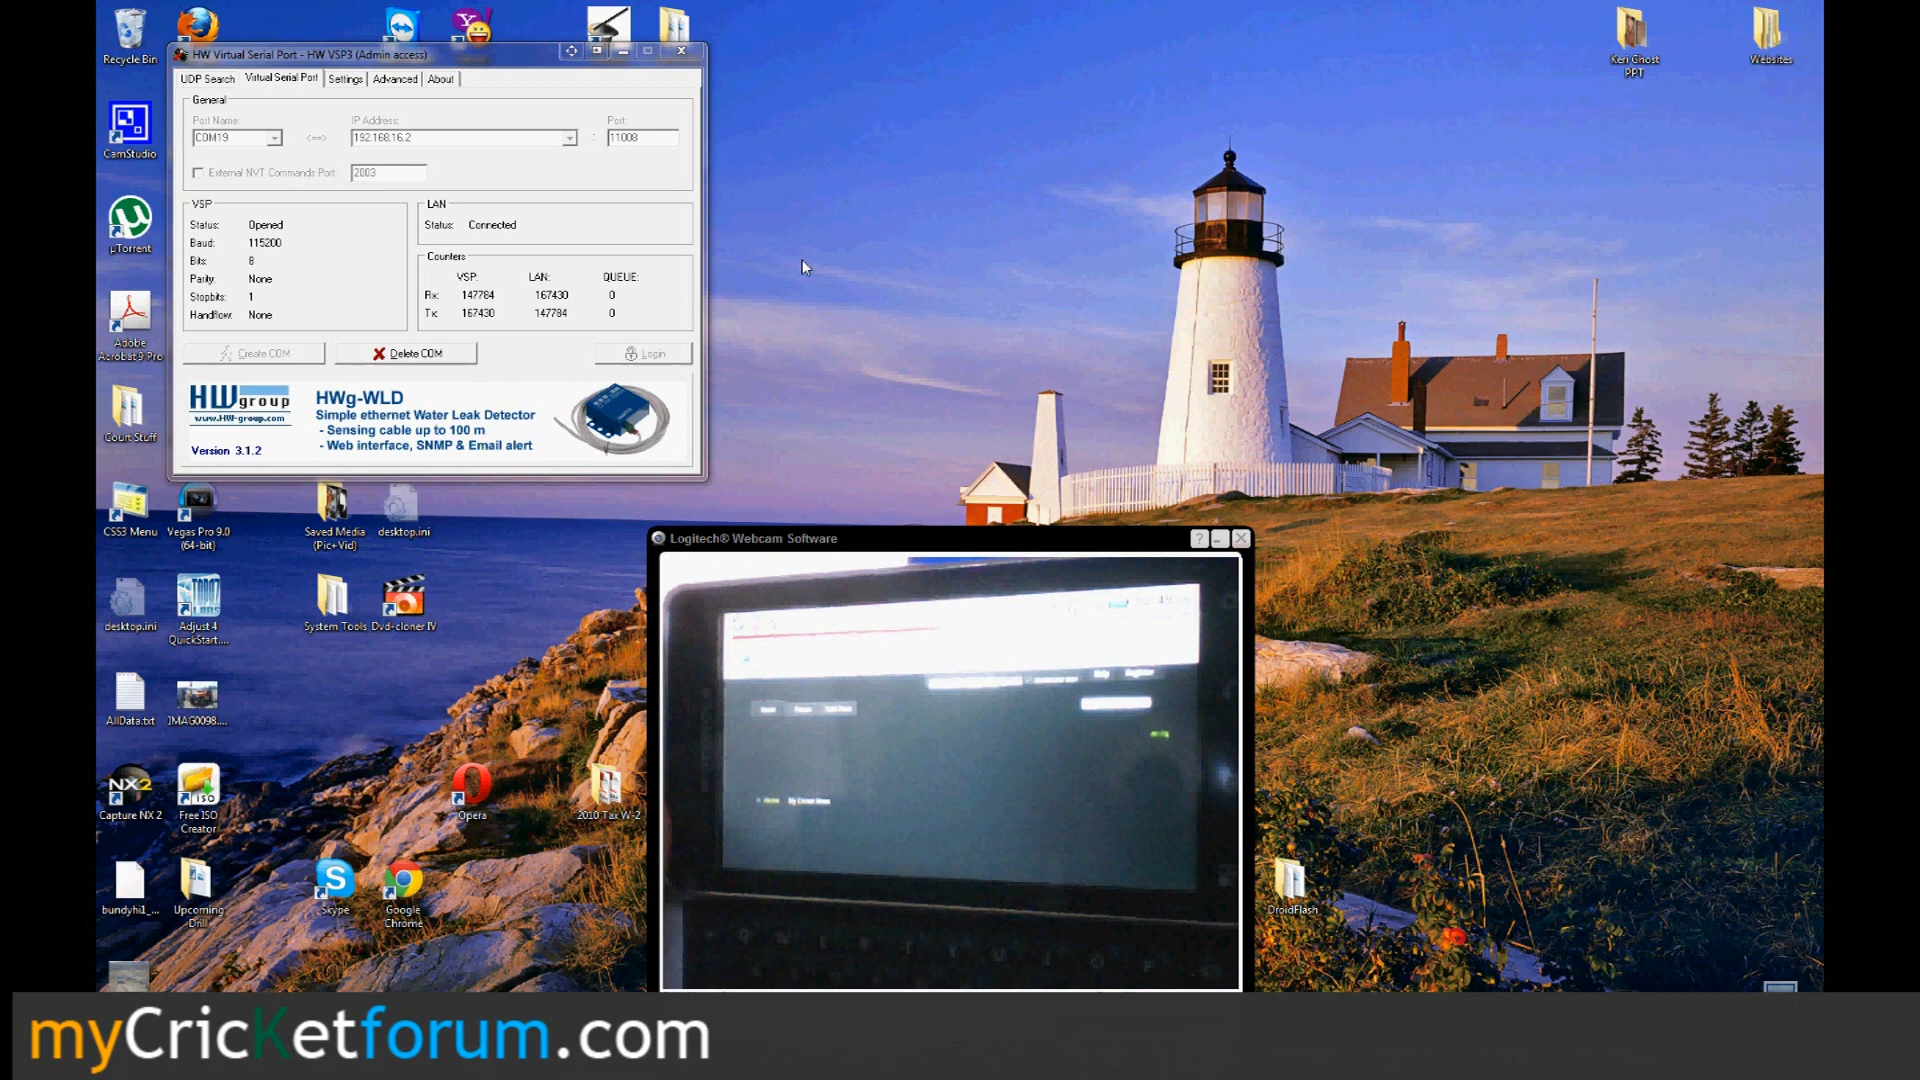 Recycle Bin
Keri Ghost
PPT
Websites
HW Virtual Serial Port - HW VSP3 (Admin access)
UDP Search
Virtual Serial Port
Settings
Advanced
About
General
Port Name:
IP Address:
Port:
COM19
<==>
192.168.16.2
:
11008
External NVT Commands Port:
2003
VSP
Status: Opened
Baud: 115200
Bits: 8
Parity: None
Stopbits: 1
Handflow: None
LAN
Status: Connected
Counters
VSP: LAN: QUEUE:
Rx: 147784 167430 0
Tx: 167430 147784 0
Create COM
Delete COM
Login
HWgroup
www.HW-group.com
Version 3.1.2
HWg-WLD
Simple ethernet Water Leak Detector
- Sensing cable up to 100 m
- Web interface, SNMP & Email alert
CamStudio
µTorrent
Adobe
Acrobat 9 Pro
Court Stuff
CSS3 Menu
Vegas Pro 9.0
(64-bit)
Saved Media
(Pic+Vid)
desktop.ini
desktop.ini
Adjust 4
QuickStart....
System Tools
Dvd-cloner IV
AllData.txt
IMAG0098....
NX2
ISO
Capture NX 2
Free ISO
Creator
Opera
2010 Tax W-2
bundyhi1_...
Upcoming
Drill
Skype
Google
Chrome
DroidFlash
Logitech® Webcam Software
myCricKetforum.com